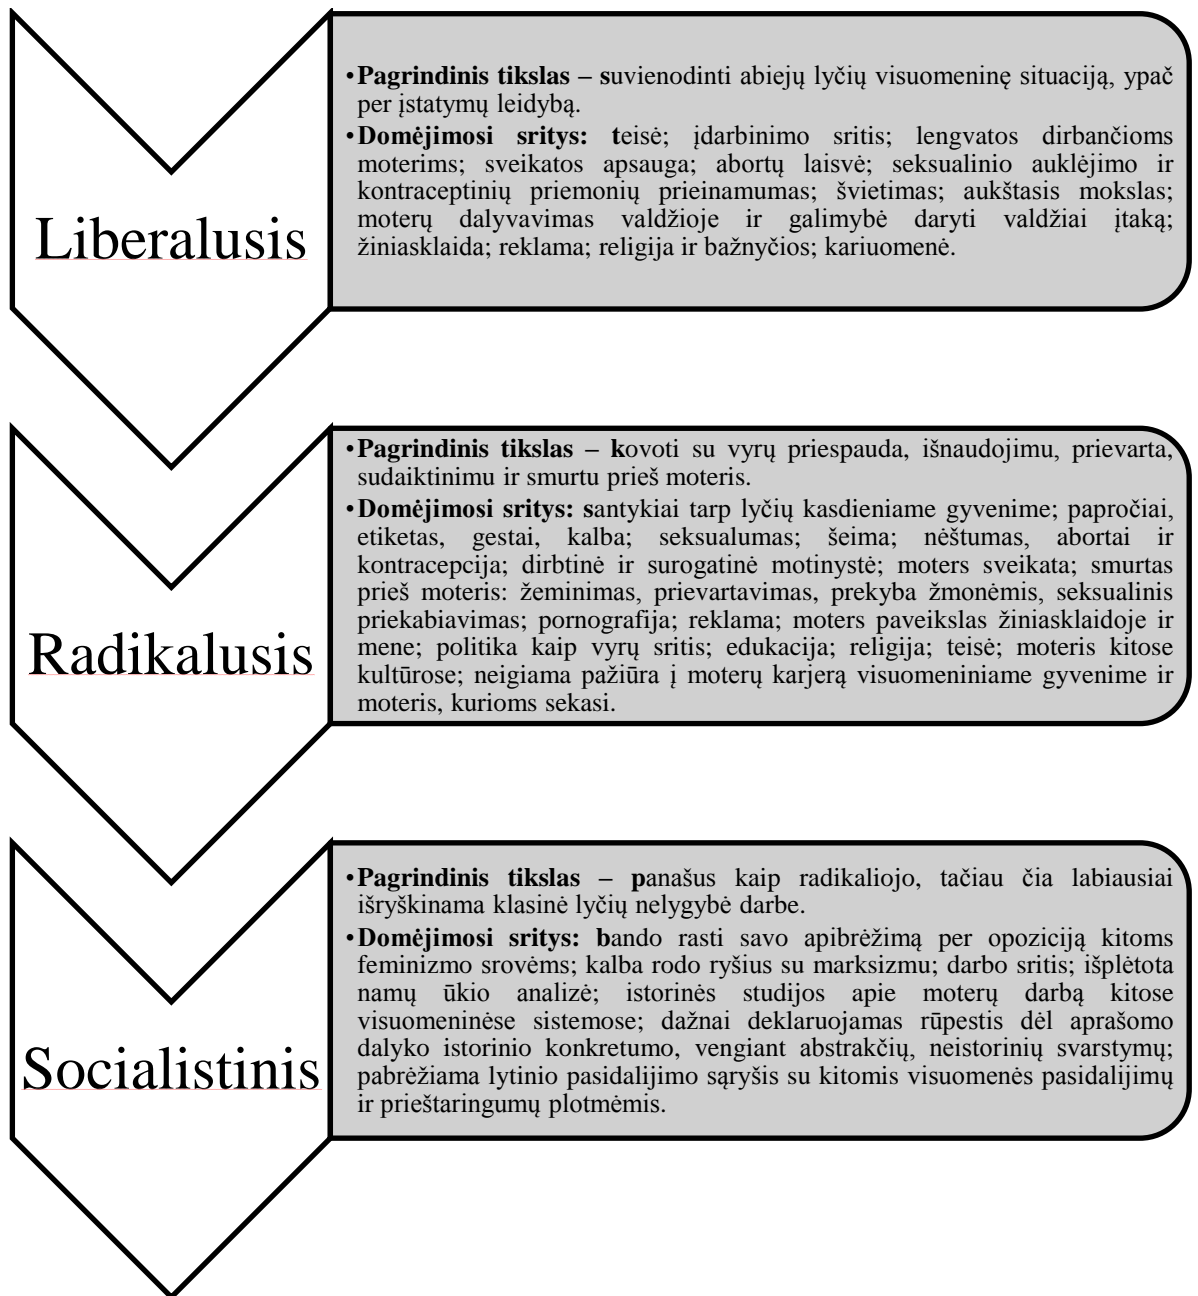 Liberalusis
•Pagrindinis tikslas – suvienodinti abiejų lyčių visuomeninę situaciją, ypač
per įstatymų leidybą.
•Domėjimosi sritys: teisė; įdarbinimo sritis; lengvatos dirbančioms
moterims; sveikatos apsauga; abortų laisvė; seksualinio auklėjimo ir
kontraceptinių priemonių prieinamumas; švietimas; aukštasis mokslas;
moterų dalyvavimas valdžioje ir galimybė daryti valdžiai įtaką;
žiniasklaida; reklama; religija ir bažnyčios; kariuomenė.
Radikalusis
•Pagrindinis tikslas – kovoti su vyrų priespauda, išnaudojimu, prievarta,
sudaiktinimu ir smurtu prieš moteris.
•Domėjimosi sritys: santykiai tarp lyčių kasdieniame gyvenime; papročiai,
etiketas, gestai, kalba; seksualumas; šeima; nėštumas, abortai ir
kontracepcija; dirbtinė ir surogatinė motinystė; moters sveikata; smurtas
prieš moteris: žeminimas, prievartavimas, prekyba žmonėmis, seksualinis
priekabiavimas; pornografija; reklama; moters paveikslas žiniasklaidoje ir
mene; politika kaip vyrų sritis; edukacija; religija; teisė; moteris kitose
kultūrose; neigiama pažiūra į moterų karjerą visuomeniniame gyvenime ir
moteris, kurioms sekasi.
Socialistinis
•Pagrindinis tikslas – panašus kaip radikaliojo, tačiau čia labiausiai
išryškinama klasinė lyčių nelygybė darbe.
•Domėjimosi sritys: bando rasti savo apibrėžimą per opoziciją kitoms
feminizmo srovėms; kalba rodo ryšius su marksizmu; darbo sritis; išplėtota
namų ūkio analizė; istorinės studijos apie moterų darbą kitose
visuomeninėse sistemose; dažnai deklaruojamas rūpestis dėl aprašomo
dalyko istorinio konkretumo, vengiant abstrakčių, neistorinių svarstymų;
pabrėžiama lytinio pasidalijimo sąryšis su kitomis visuomenės pasidalijimų
ir prieštaringumų plotmėmis.